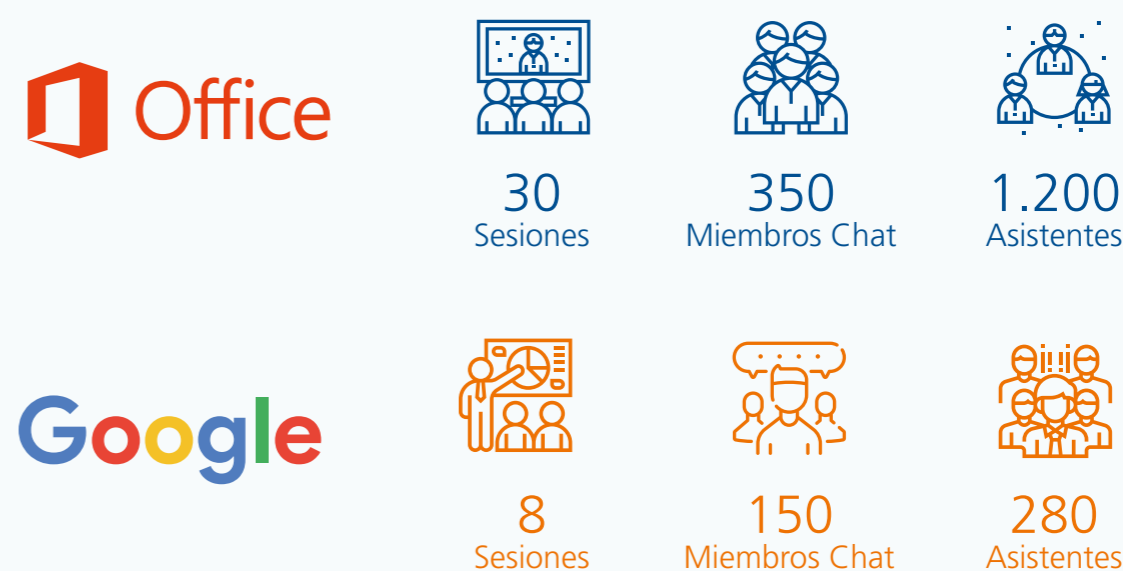 Office
30
350
1.200
Sesiones
Miembros Chat
Asistentes
Google
8
150
280
Sesiones
Miembros Chat
Asistentes